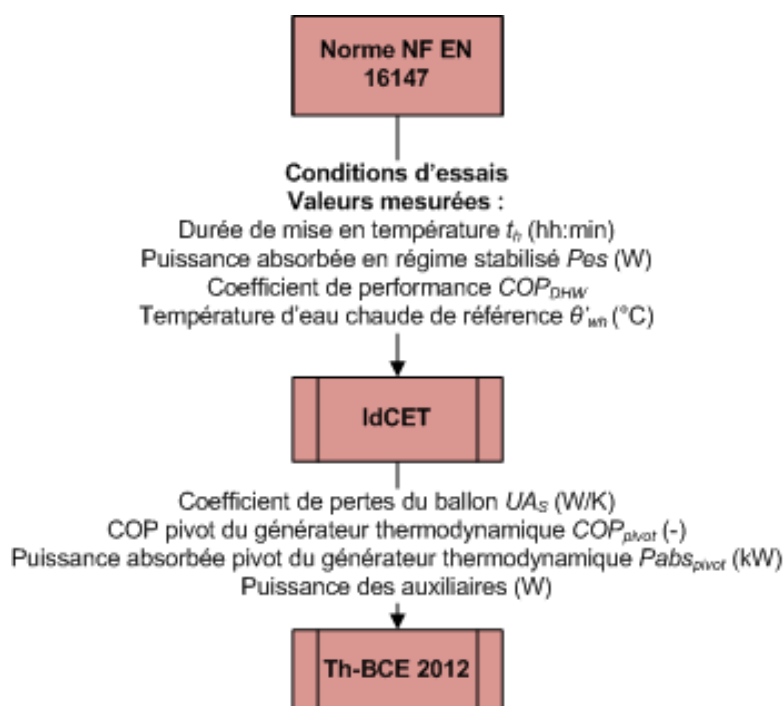 Norme NF EN
16147
Conditions d'essais
Valeurs mesurées :
Durée de mise en température th (hh:min)
Puissance absorbée en régime stabilisé Pes (W)
Coefficient de performance COPDHW
Température d'eau chaude de référence θ'wh (°C)
IdCET
Coefficient de pertes du ballon UAS (W/K)
COP pivot du générateur thermodynamique COPpivot (-)
Puissance absorbée pivot du générateur thermodynamique Pabspivot (kW)
Puissance des auxiliaires (W)
Th-BCE 2012